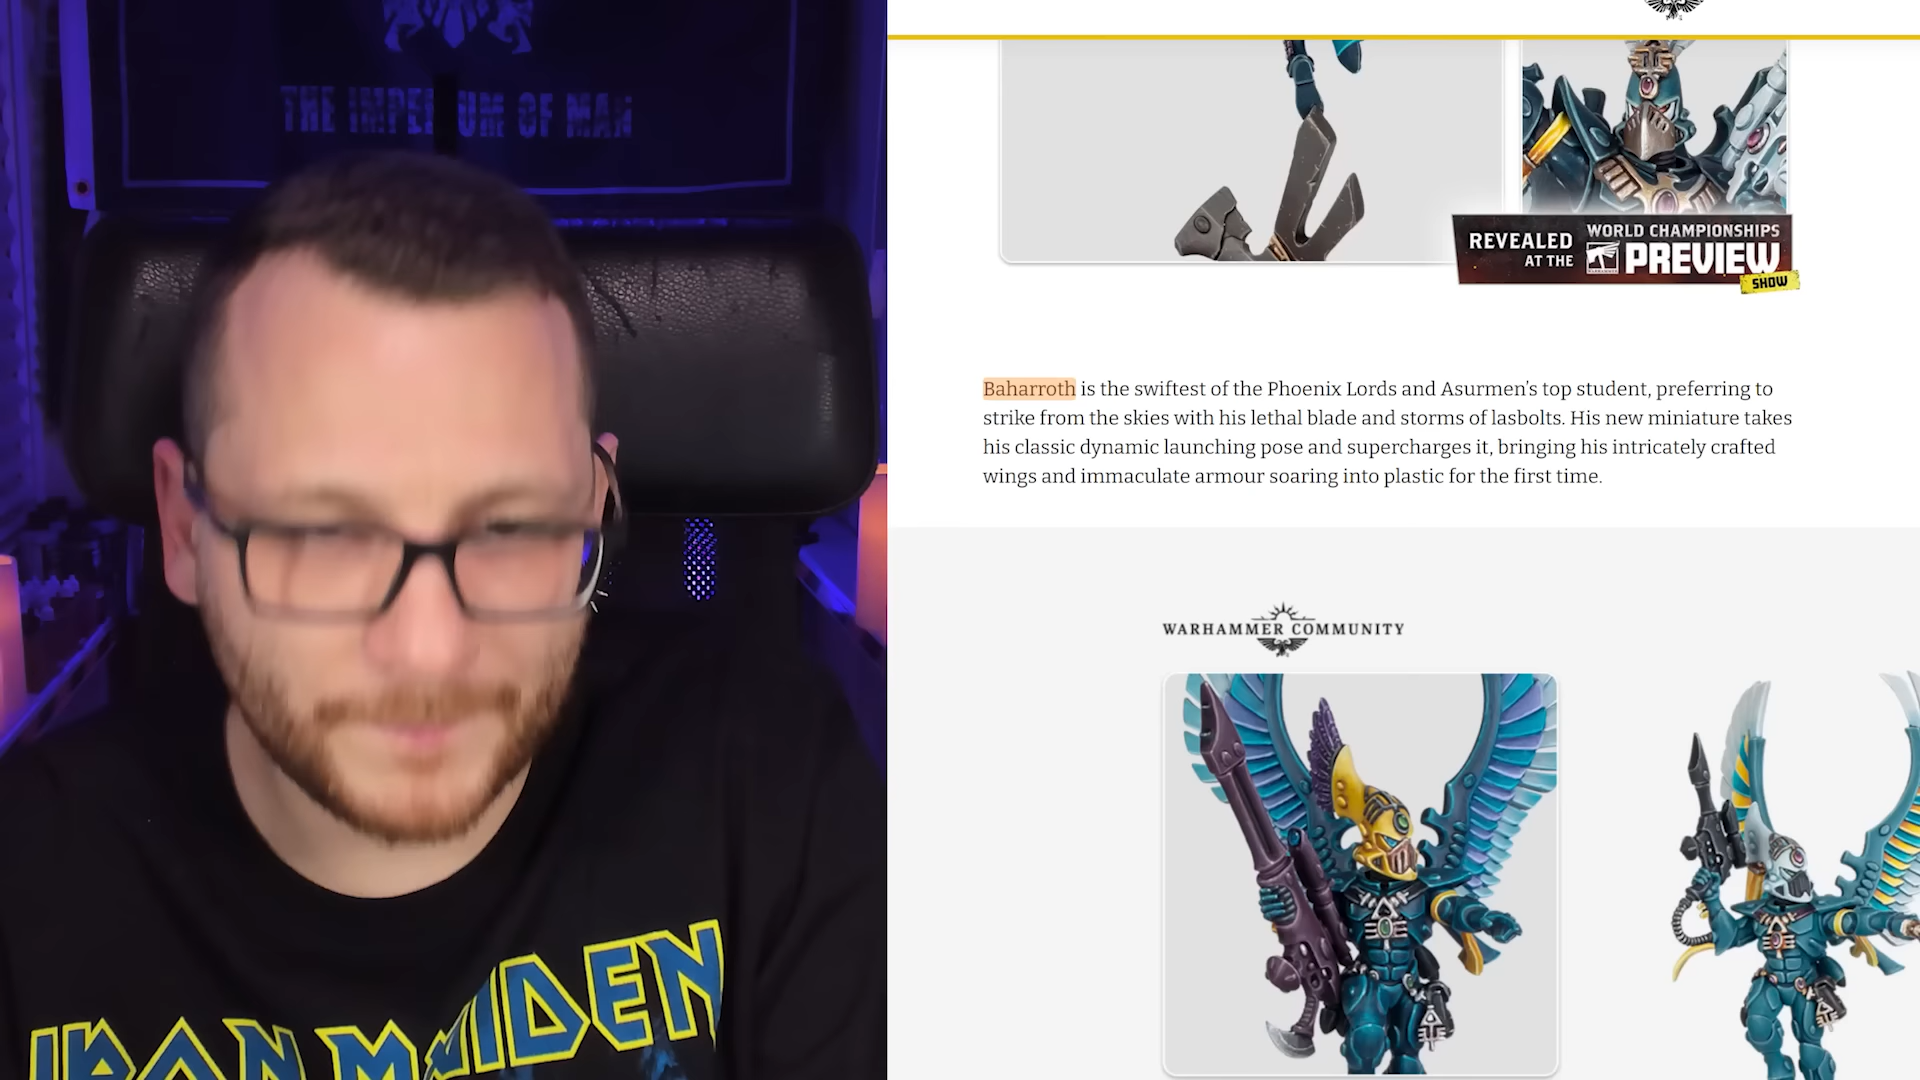 THE IMPERIUM OF MAN
IRON MAIDEN
REVEALED
AT THE
WORLD CHAMPIONSHIPS
PREVIEW
SHOW
Baharroth is the swiftest of the Phoenix Lords and Asurmen’s top student, preferring to
strike from the skies with his lethal blade and storms of lasbolts. His new miniature takes
his classic dynamic launching pose and supercharges it, bringing his intricately crafted
wings and immaculate armour soaring into plastic for the first time.
WARHAMMER COMMUNITY